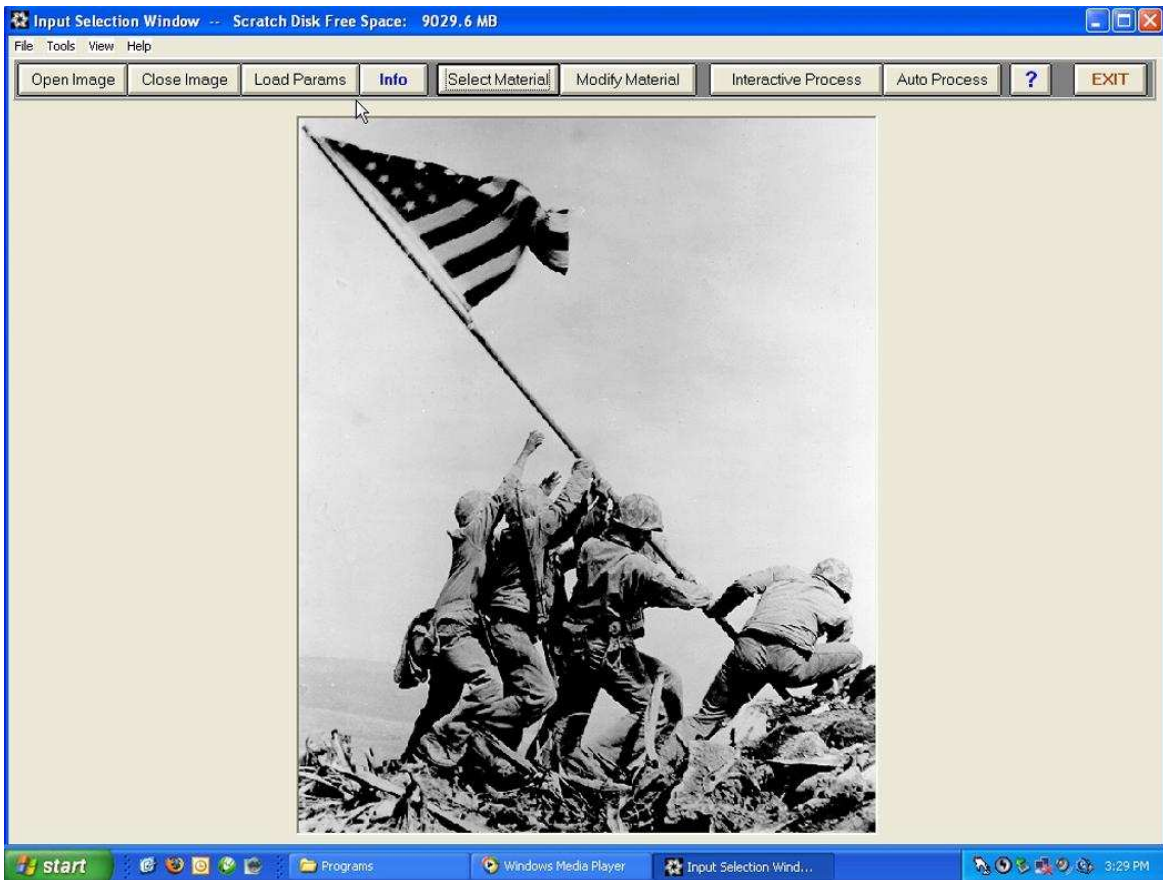 Input Selection Window -- Scratch Disk Free Space: 9029.6 MB
File Tools View Help
Open Image Close Image Load Params Info Select Material Modify Material Interactive Process Auto Process ? EXIT
start Programs Windows Media Player Input Selection Wind... 3:29 PM